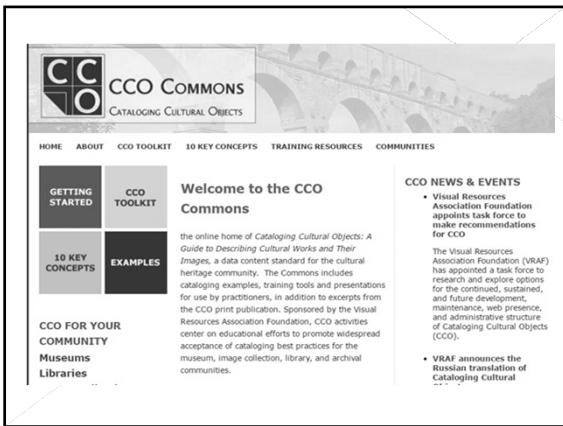 CCO
CCO COMMONS
CATALOGING CULTURAL OBJECTS
HOME ABOUT CCO TOOLKIT 10 KEY CONCEPTS TRAINING RESOURCES COMMUNITIES
GETTING STARTED
CCO TOOLKIT
10 KEY CONCEPTS
EXAMPLES
CCO FOR YOUR
COMMUNITY
Museums
Libraries
Welcome to the CCO
Commons
the online home of Cataloging Cultural Objects: A
Guide to Describing Cultural Works and Their
Images, a data content standard for the cultural
heritage community. The Commons includes
cataloging examples, training tools and presentations
for use by practitioners, in addition to excerpts from
the CCO print publication. Sponsored by the Visual
Resources Association Foundation, CCO activities
center on educational efforts to promote widespread
acceptance of cataloging best practices for the
museum, image collection, library, and archival
communities.
CCO NEWS & EVENTS
• Visual Resources
Association Foundation
appoints task force to
make recommendations
for CCO
The Visual Resources
Association Foundation (VRAF)
has appointed a task force to
research and explore options
for the continued, sustained,
and future development,
maintenance, web presence,
and administrative structure
of Cataloging Cultural Objects
(CCO).
• VRAF announces the
Russian translation of
Cataloging Cultural